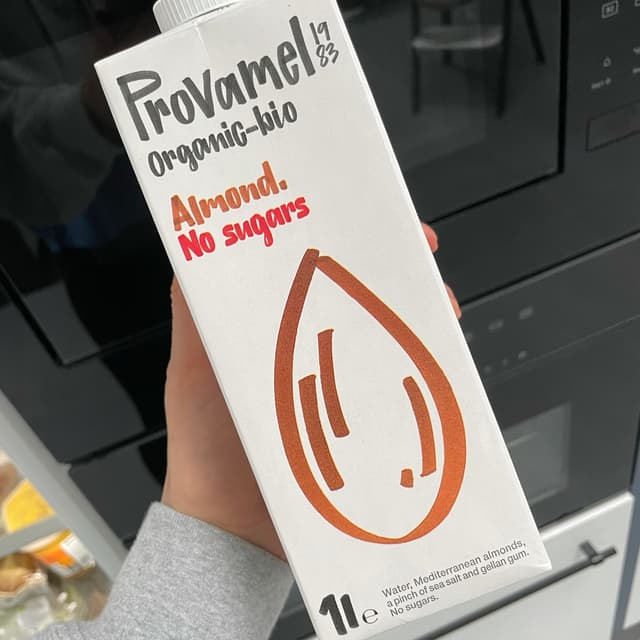 Provamel 19
83
organic-bio
Almond.
No sugars
1l e
Water, Mediterranean almonds,
a pinch of sea salt and gellan gum.
No sugars.